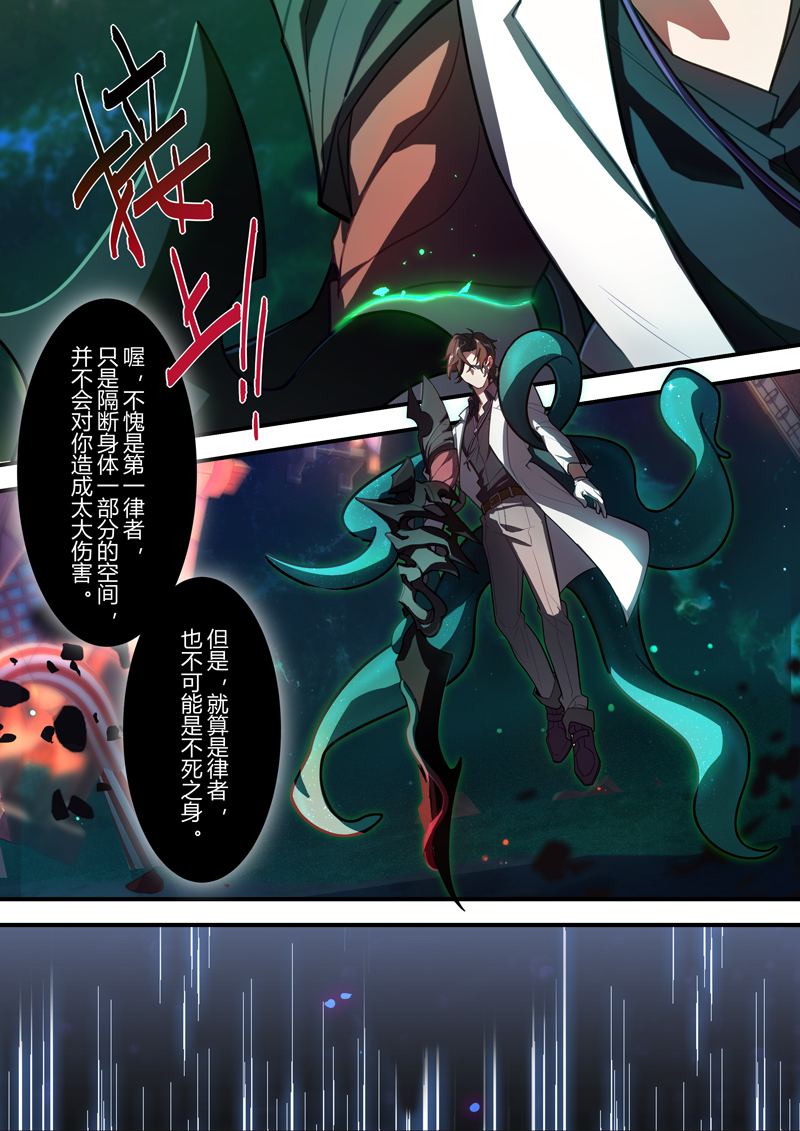 接上!!
喔，不愧是第一律者，
只是隔断身体一部分的空间，
并不会对你造成太大伤害。
但是，就算是律者，
也不可能是不死之身。